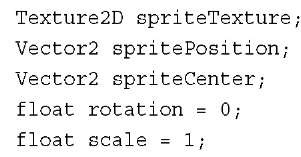 Texture2D spriteTexture;
Vector2 spritePosition;
Vector2 spriteCenter;
float rotation = 0;
float scale = 1;